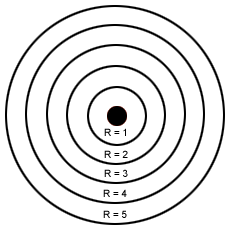 R = 1
R = 2
R = 3
R = 4
R = 5